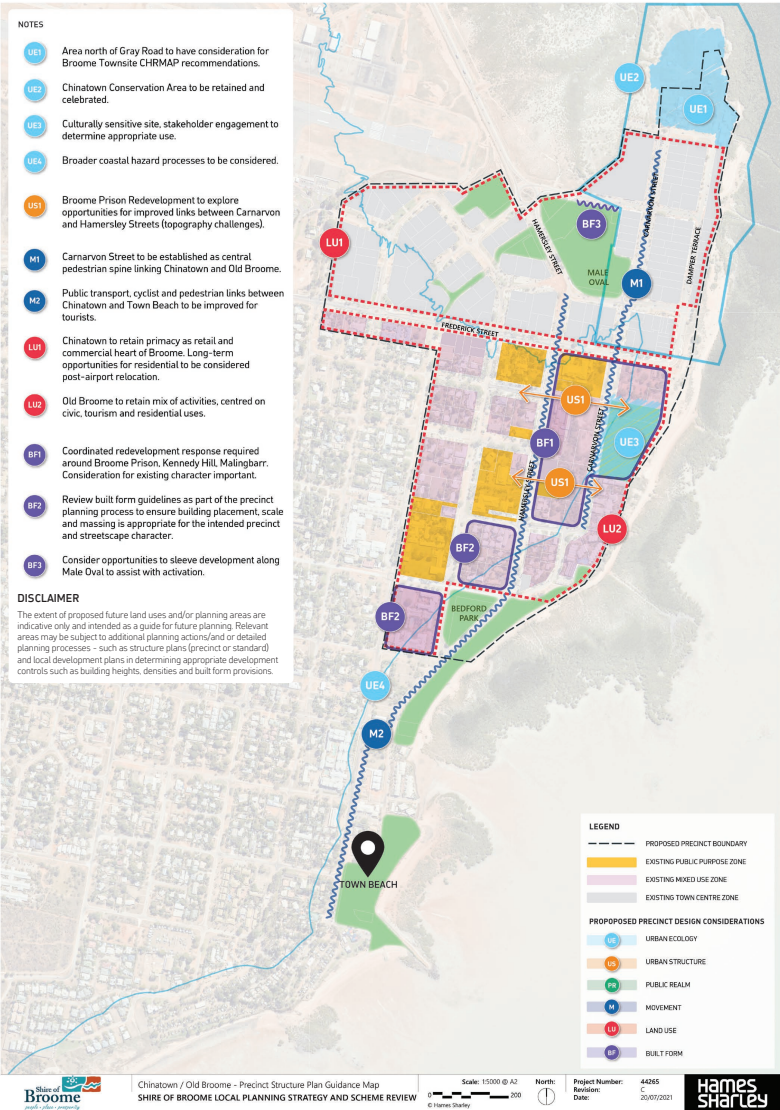 NOTES
UE1
Area north of Gray Road to have consideration for
Broome Townsite CHRMAP recommendations.
UE2
Chinatown Conservation Area to be retained and
celebrated.
UE3
Culturally sensitive site, stakeholder engagement to
determine appropriate use.
UE4
Broader coastal hazard processes to be considered.
US1
Broome Prison Redevelopment to explore
opportunities for improved links between Carnarvon
and Hamersley Streets (topography challenges).
M1
Carnarvon Street to be established as central
pedestrian spine linking Chinatown and Old Broome.
M2
Public transport, cyclist and pedestrian links between
Chinatown and Town Beach to be improved for
tourists.
LU1
Chinatown to retain primacy as retail and
commercial heart of Broome. Long-term
opportunities for residential to be considered
post-airport relocation.
LU2
Old Broome to retain mix of activities, centred on
civic, tourism and residential uses.
BF1
Coordinated redevelopment response required
around Broome Prison, Kennedy Hill, Malingbarr.
Consideration for existing character important.
BF2
Review built form guidelines as part of the precinct
planning process to ensure building placement, scale
and massing is appropriate for the intended precinct
and streetscape character.
BF3
Consider opportunities to sleeve development along
Male Oval to assist with activation.
DISCLAIMER
The extent of proposed future land uses and/or planning areas are
indicative only and intended as a guide for future planning. Relevant
areas may be subject to additional planning actions/and or detailed
planning processes - such as structure plans (precinct or standard)
and local development plans in determining appropriate development
controls such as building heights, densities and built form provisions.
UE2
UE1
CARNARVON STREET
BF3
HAMERSLEY STREET
LU1
DAMPIER TERRACE
MALE
OVAL
M1
FREDERICK STREET
US1
CARNARVON STREET
BF1
UE3
HAMERSLEY STREET
US1
LU2
BF2
BEDFORD
PARK
BF2
UE4
M2
TOWN BEACH
LEGEND
PROPOSED PRECINCT BOUNDARY
EXISTING PUBLIC PURPOSE ZONE
EXISTING MIXED USE ZONE
EXISTING TOWN CENTRE ZONE
PROPOPOSED PRECINCT DESIGN CONSIDERATIONS
UE URBAN ECOLOGY
US URBAN STRUCTURE
PR PUBLIC REALM
M MOVEMENT
LU LAND USE
BF BUILT FORM
Shire of
Broome
people • place • prosperity
Chinatown / Old Broome - Precinct Structure Plan Guidance Map
SHIRE OF BROOME LOCAL PLANNING STRATEGY AND SCHEME REVIEW
Scale: 1:5000 @ A2
0 200
© Hames Sharley
North:
Project Number: 44265
Revision: C
Date: 20/07/2021
HAMES
SHARLEY